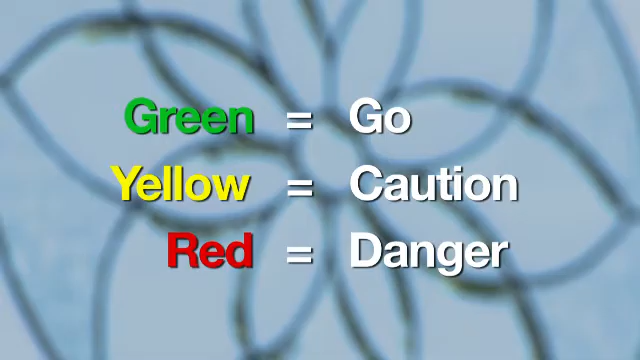 Green = Go
Yellow = Caution
Red = Danger